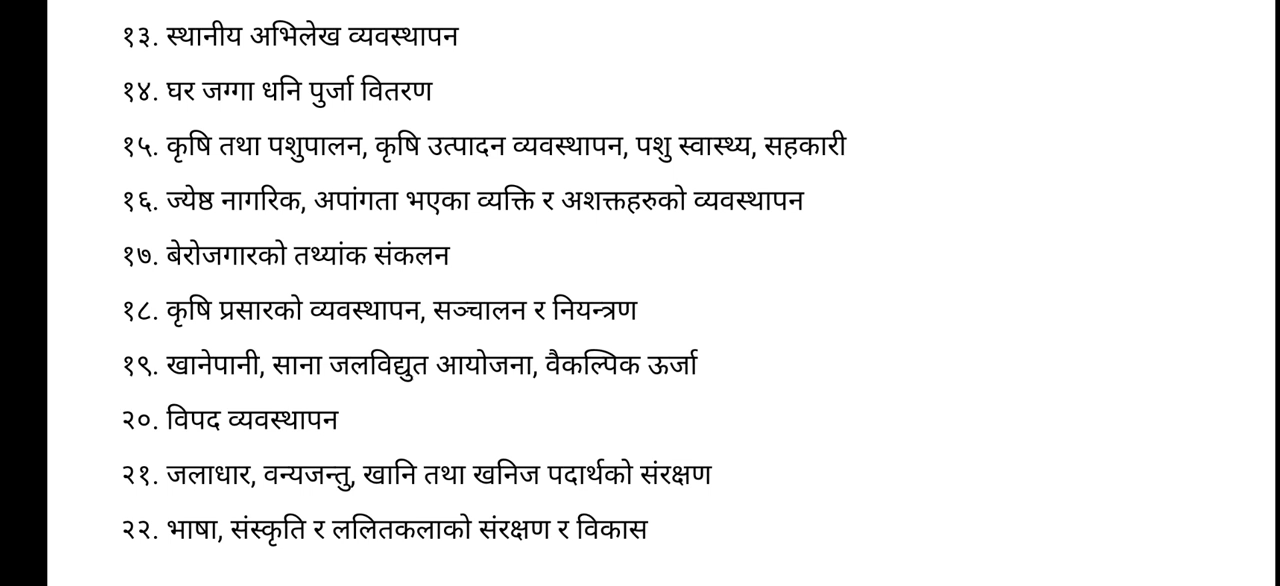 १३. स्थानीय अभिलेख व्यवस्थापन
१४. घर जग्गा धनि पुर्जा वितरण
१५. कृषि तथा पशुपालन, कृषि उत्पादन व्यवस्थापन, पशु स्वास्थ्य, सहकारी
१६. ज्येष्ठ नागरिक, अपांगता भएका व्यक्ति र अशक्तहरुको व्यवस्थापन
१७. बेरोजगारको तथ्यांक संकलन
१८. कृषि प्रसारको व्यवस्थापन, सञ्चालन र नियन्त्रण
१९. खानेपानी, साना जलविद्युत आयोजना, वैकल्पिक ऊर्जा
२०. विपद व्यवस्थापन
२१. जलाधार, वन्यजन्तु, खानि तथा खनिज पदार्थको संरक्षण
२२. भाषा, संस्कृति र ललितकलाको संरक्षण र विकास